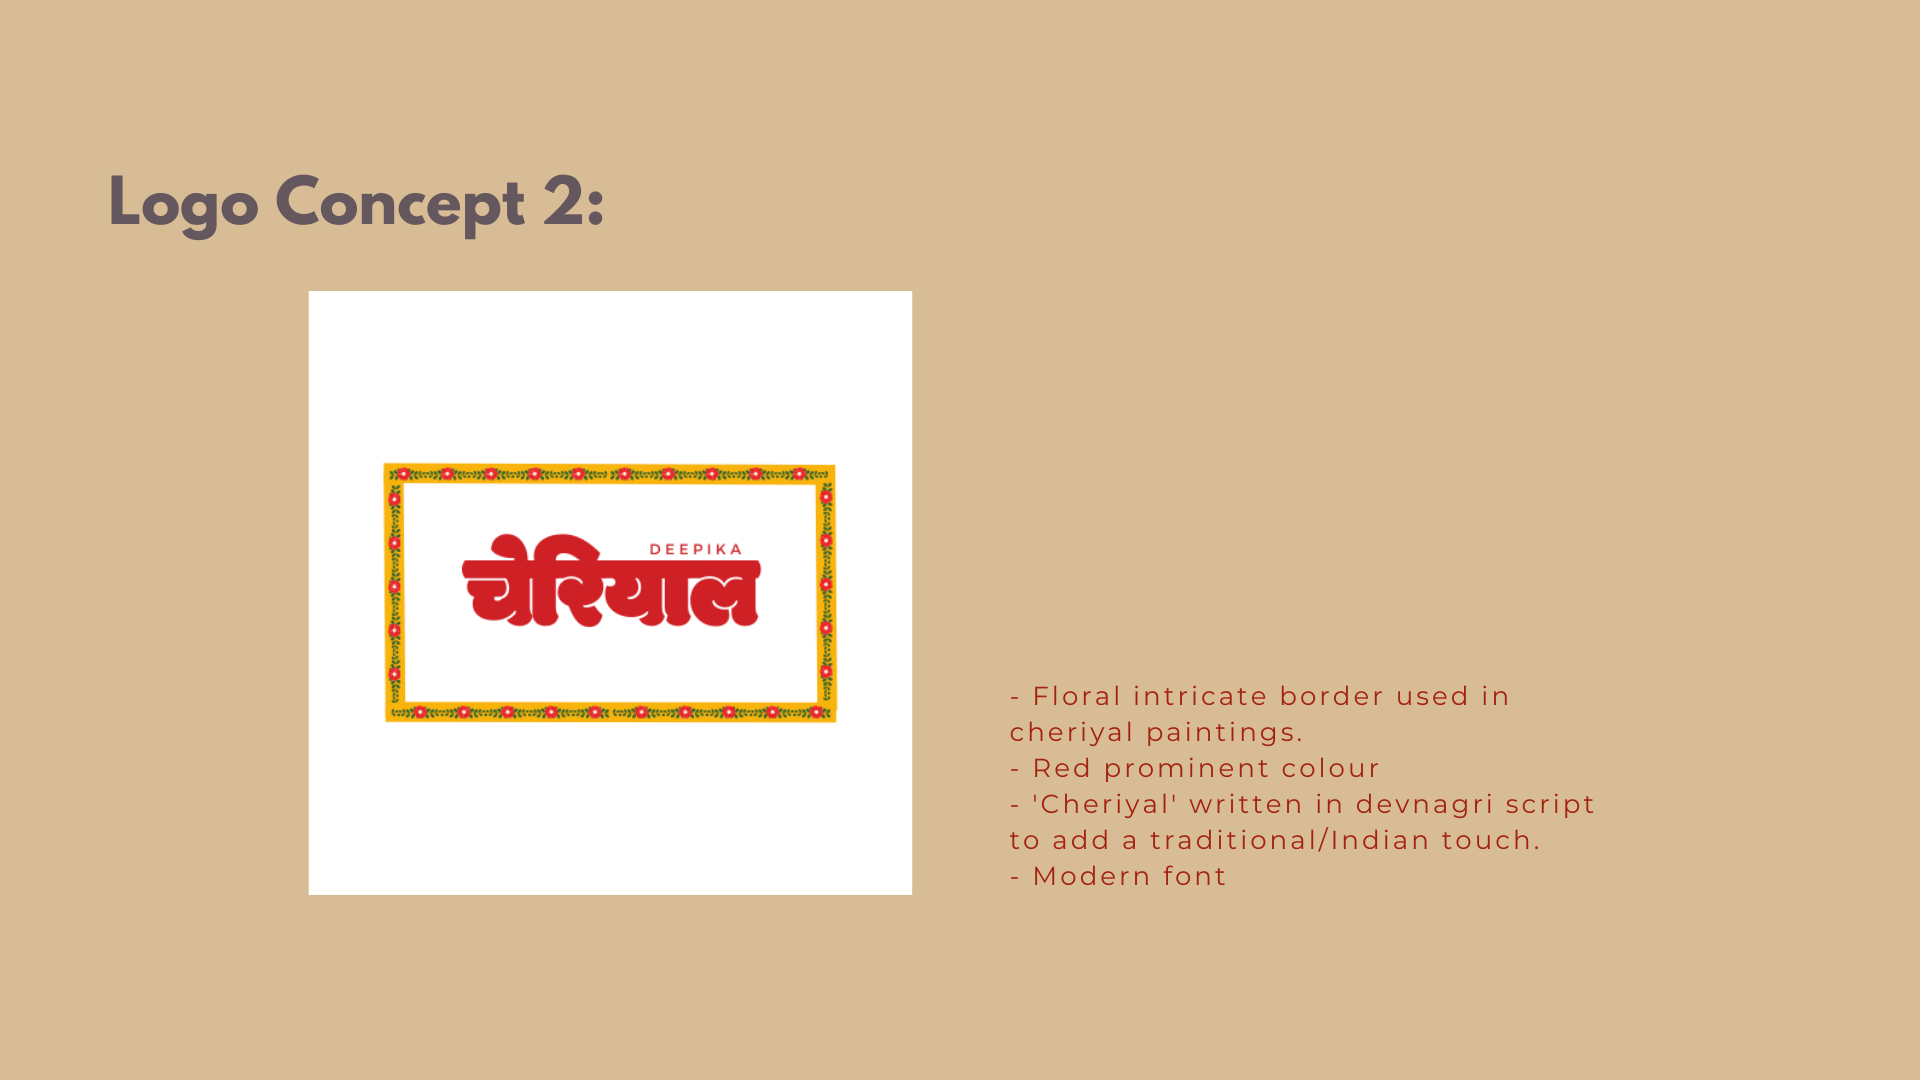 Logo Concept 2:
DEEPIKA
चेरियाल
- Floral intricate border used in
cheriyal paintings.
- Red prominent colour
- 'Cheriyal' written in devnagri script
to add a traditional/Indian touch.
- Modern font